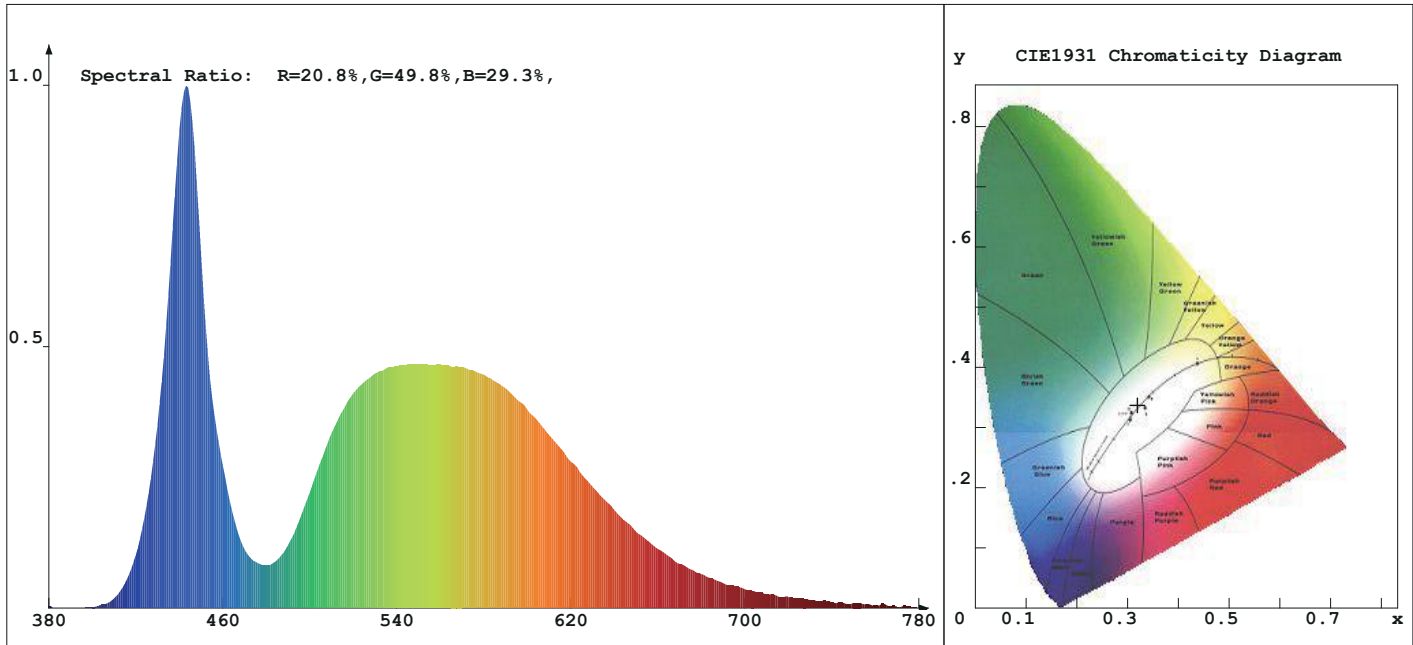 Spectral Ratio: R=20.8%,G=49.8%,B=29.3%,
1.0
0.5
380 460 540 620 700 780
y CIE1931 Chromaticity Diagram
.8
.6
.4
.2
0 0.1 0.3 0.5 0.7 x
Yellowish
Green
Green
Yellow
Green
Greenish
Yellow
Yellow
Orange
Yellow
Orange
Bluish
Green
Yellowish
Pink
Reddish
Orange
Pink
Red
Purplish
Pink
Greenish
Blue
Purplish
Red
Blue
Purple
Reddish
Purple